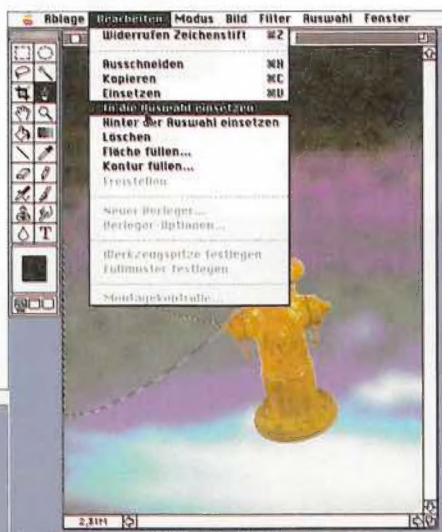 Ablage Bearbeiten Modus Bild Filter Auswahl Fenster
Widerrufen Zeichenstift ⌘Z
Ausschneiden ⌘X
Kopieren ⌘C
Einsetzen ⌘V
In die Auswahl einsetzen
Hinter der Auswahl einsetzen
Löschen
Fläche füllen...
Kontur füllen...
Freistellen
Neuer Verleger...
Verleger-Optionen...
Werkzeugspitze festlegen
Füllmuster festlegen
Montagekontrolle...
T
2,81M